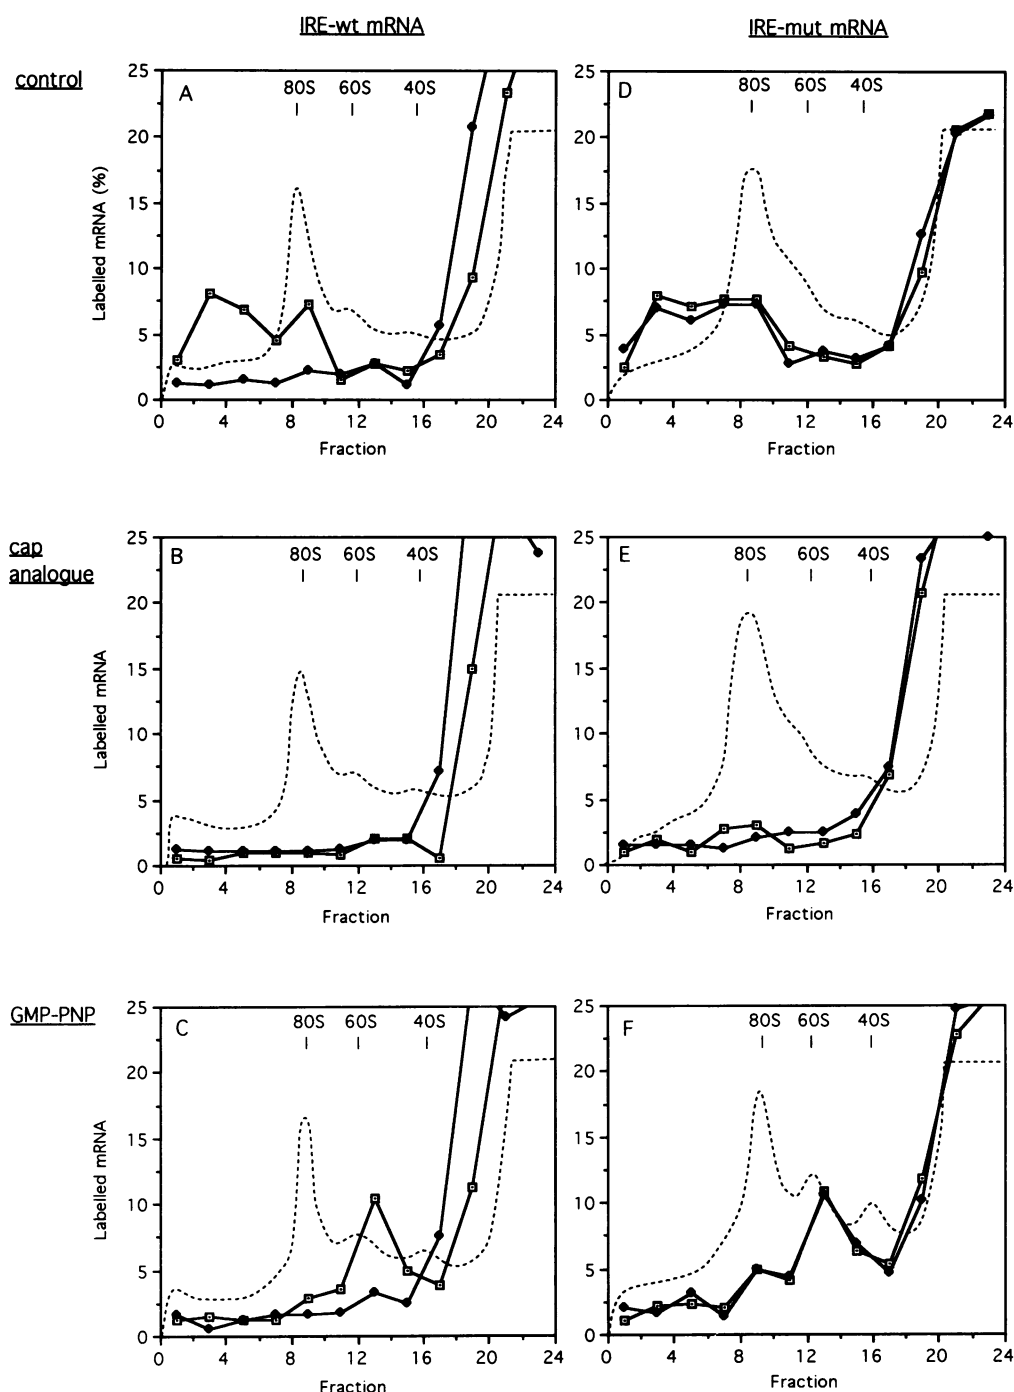 IRE-wt mRNA
IRE-mut mRNA
control
A
80S
60S
40S
25
20
15
10
5
0
Labelled mRNA (%)
0 4 8 12 16 20 24
Fraction
D
80S
60S
40S
25
20
15
10
5
0
0 4 8 12 16 20 24
Fraction
cap
analogue
B
80S
60S
40S
25
20
15
10
5
0
Labelled mRNA
0 4 8 12 16 20 24
Fraction
E
80S
60S
40S
25
20
15
10
5
0
0 4 8 12 16 20 24
Fraction
GMP-PNP
C
80S
60S
40S
25
20
15
10
5
0
Labelled mRNA
0 4 8 12 16 20 24
Fraction
F
80S
60S
40S
25
20
15
10
5
0
0 4 8 12 16 20 24
Fraction